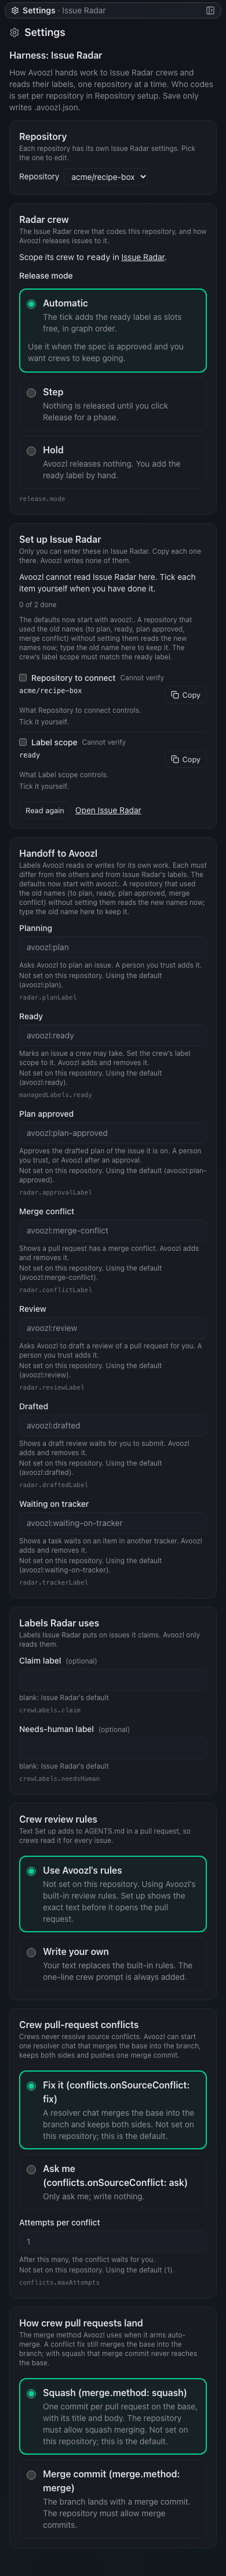 Settings · Issue Radar
Settings
Harness: Issue Radar
How Avoozl hands work to Issue Radar crews and
reads their labels, one repository at a time. Who codes
is set per project in Repository setup. Save only
writes .avoozl.json.
Repository
Each repository has its own Issue Radar settings. Pick
the one to edit.
Repository acme/recipe-box
Radar crew
The Issue Radar crew that codes this repository, and how
Avoozl releases issues to it.
Scope its crew to ready in Issue Radar.
Release mode
Automatic
The tick adds the ready label as slots
free, in graph order.
Use it when the spec is approved and you
want crews to keep going.
Step
Nothing is released until you click
Release for a phase.
Hold
Avoozl releases nothing. You add the
ready label by hand.
release.mode
Set up Issue Radar
Only you can enter these in Issue Radar. Copy each one
there. Avoozl writes none of them.
Avoozl cannot read Issue Radar here. Tick each
item yourself when you have done it.
0 of 2 done
The defaults now start with avoozl:. A repository that
used the old names (to plan, ready, plan approved,
merge conflict) without setting them reads the new
names now; type the old name here to keep it. The
crew's label scope must match the ready label.
Repository to connect Cannot verify
acme/recipe-box
Copy
What Repository to connect controls.
Tick it yourself.
Label scope Cannot verify
ready
Copy
What Label scope controls.
Tick it yourself.
Read again Open Issue Radar
Handoff to Avoozl
Labels Avoozl reads or writes for its own work. Each must
differ from the others and from Issue Radar's labels. The
defaults now start with avoozl:. A repository that used
the old names (to plan, ready, plan approved, merge
conflict) without setting them reads the new names now;
type the old name here to keep it.
Planning
avoozl:plan
Asks Avoozl to plan an issue. A person you trust adds it.
Not set on this repository. Using the default
(avoozl:plan).
radar.planLabel
Ready
avoozl:ready
Marks an issue a crew may take. Set the crew's label
scope to it. Avoozl adds and removes it.
Not set on this repository. Using the default
(avoozl:ready).
managedLabels.ready
Plan approved
avoozl:plan-approved
Approves the drafted plan of the issue it is on. A person
you trust, or Avoozl after an approval.
Not set on this repository. Using the default (avoozl:plan-
approved).
radar.approvalLabel
Merge conflict
avoozl:merge-conflict
Shows a pull request has a merge conflict. Avoozl adds
and removes it.
Not set on this repository. Using the default
(avoozl:merge-conflict).
radar.conflictLabel
Review
avoozl:review
Asks Avoozl to draft a review of a pull request for you. A
person you trust adds it.
Not set on this repository. Using the default
(avoozl:review).
radar.reviewLabel
Drafted
avoozl:drafted
Shows a draft review waits for you to submit. Avoozl
adds and removes it.
Not set on this repository. Using the default
(avoozl:drafted).
radar.draftedLabel
Waiting on tracker
avoozl:waiting-on-tracker
Shows a task waits on an item in another tracker. Avoozl
adds and removes it.
Not set on this repository. Using the default
(avoozl:waiting-on-tracker).
radar.trackerLabel
Labels Radar uses
Labels Issue Radar puts on issues it claims. Avoozl only
reads them.
Claim label (optional)
blank: Issue Radar's default
crewLabels.claim
Needs-human label (optional)
blank: Issue Radar's default
crewLabels.needsHuman
Crew review rules
Text Set up adds to AGENTS.md in a pull request, so
crews read it for every issue.
Use Avoozl's rules
Not set on this repository. Using Avoozl's
built-in review rules. Set up shows the
exact text before it opens the pull
request.
Write your own
Your text replaces the built-in rules. The
one-line crew prompt is always added.
Crew pull-request conflicts
Crews never resolve source conflicts. Avoozl can start
one resolver chat that merges the base into the branch,
keeps both sides and pushes one merge commit.
Fix it (conflicts.onSourceConflict:
fix)
A resolver chat merges the base into the
branch and keeps both sides. Not set on
this repository; this is the default.
Ask me
(conflicts.onSourceConflict: ask)
Only ask me; write nothing.
Attempts per conflict
1
After this many, the conflict waits for you.
Not set on this repository. Using the default (1).
conflicts.maxAttempts
How crew pull requests land
The merge method Avoozl uses when it arms auto-
merge. A conflict fix still merges the base into the
branch; with squash that merge commit never reaches
the base.
Squash (merge.method: squash)
One commit per pull request on the base,
with its title and body. The repository
must allow squash merging. Not set on
this repository; this is the default.
Merge commit (merge.method:
merge)
The branch lands with a merge commit.
The repository must allow merge
commits.